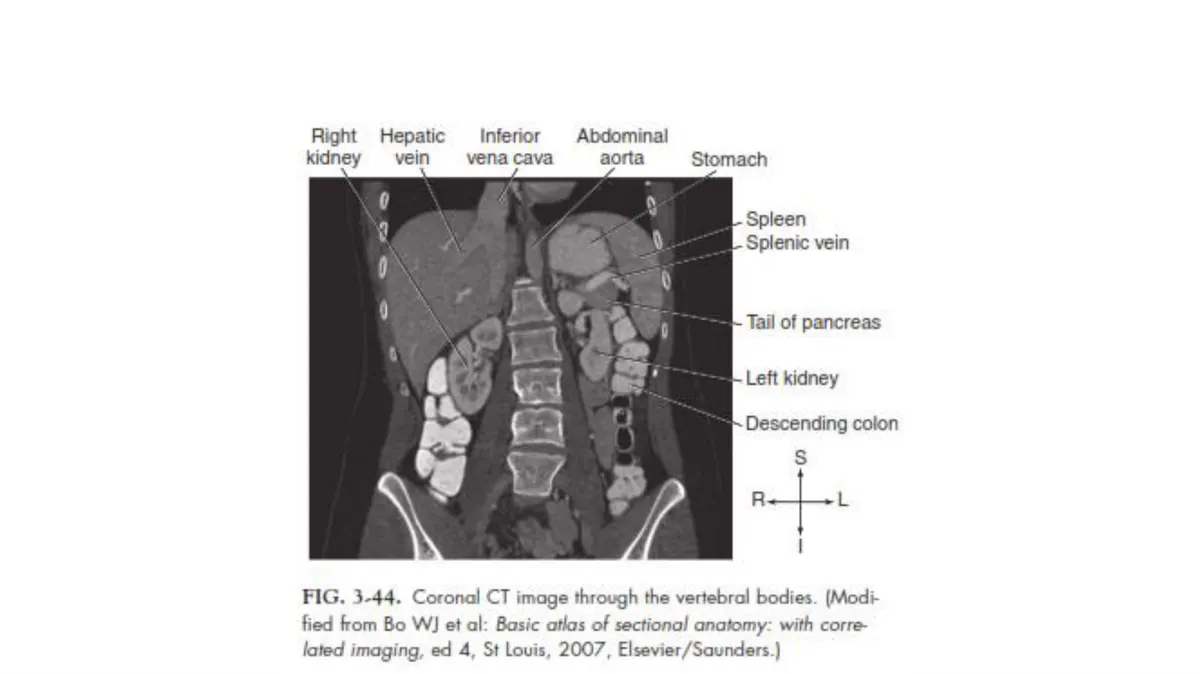 Right Hepatic Inferior Abdominal
kidney vein vena cava aorta Stomach
Spleen
Splenic vein
Tail of pancreas
Left kidney
Descending colon
S
R L
I
FIG. 3-44. Coronal CT image through the vertebral bodies. (Modi-
fied from Bo WJ et al: Basic atlas of sectional anatomy: with corre-
lated imaging, ed 4, St Louis, 2007, Elsevier/Saunders.)